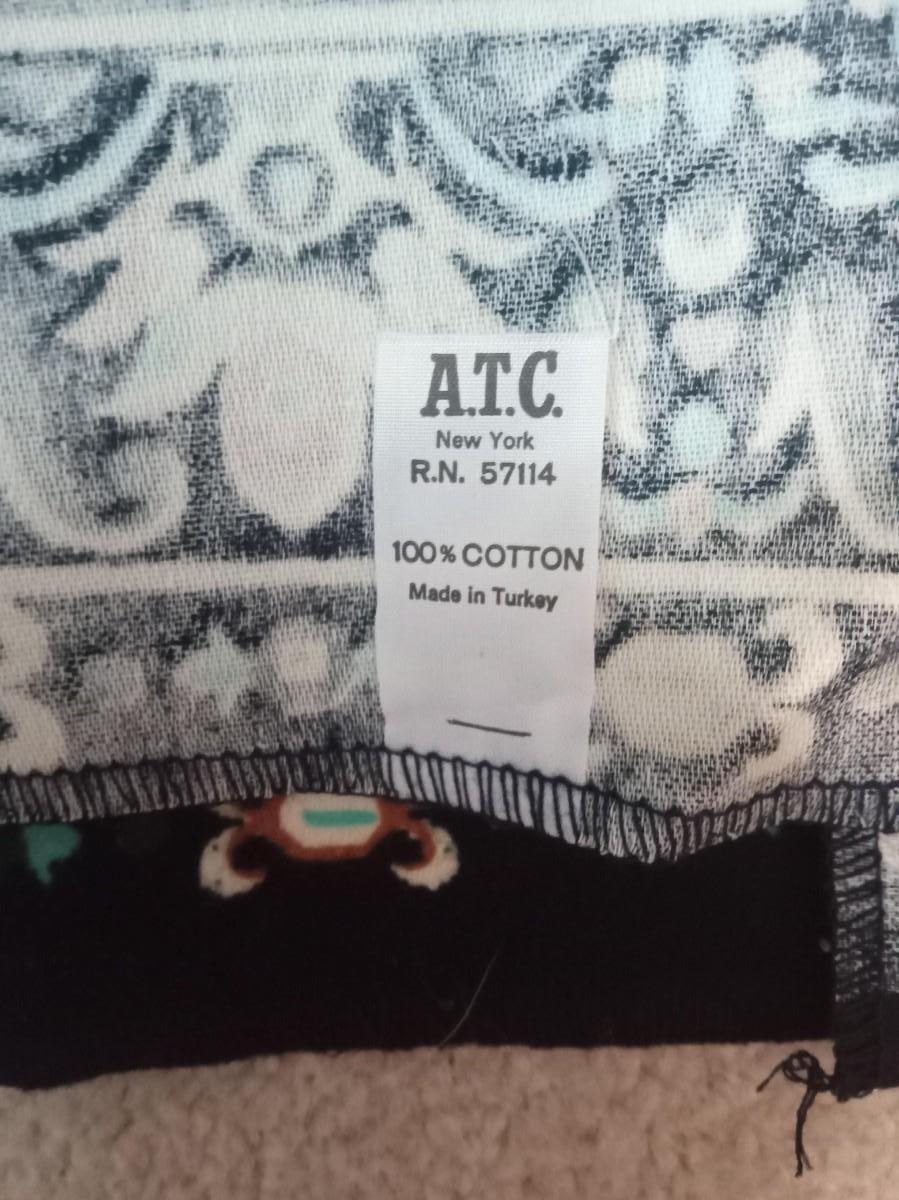 A.T.C.
New York
R.N. 57114
100% COTTON
Made in Turkey